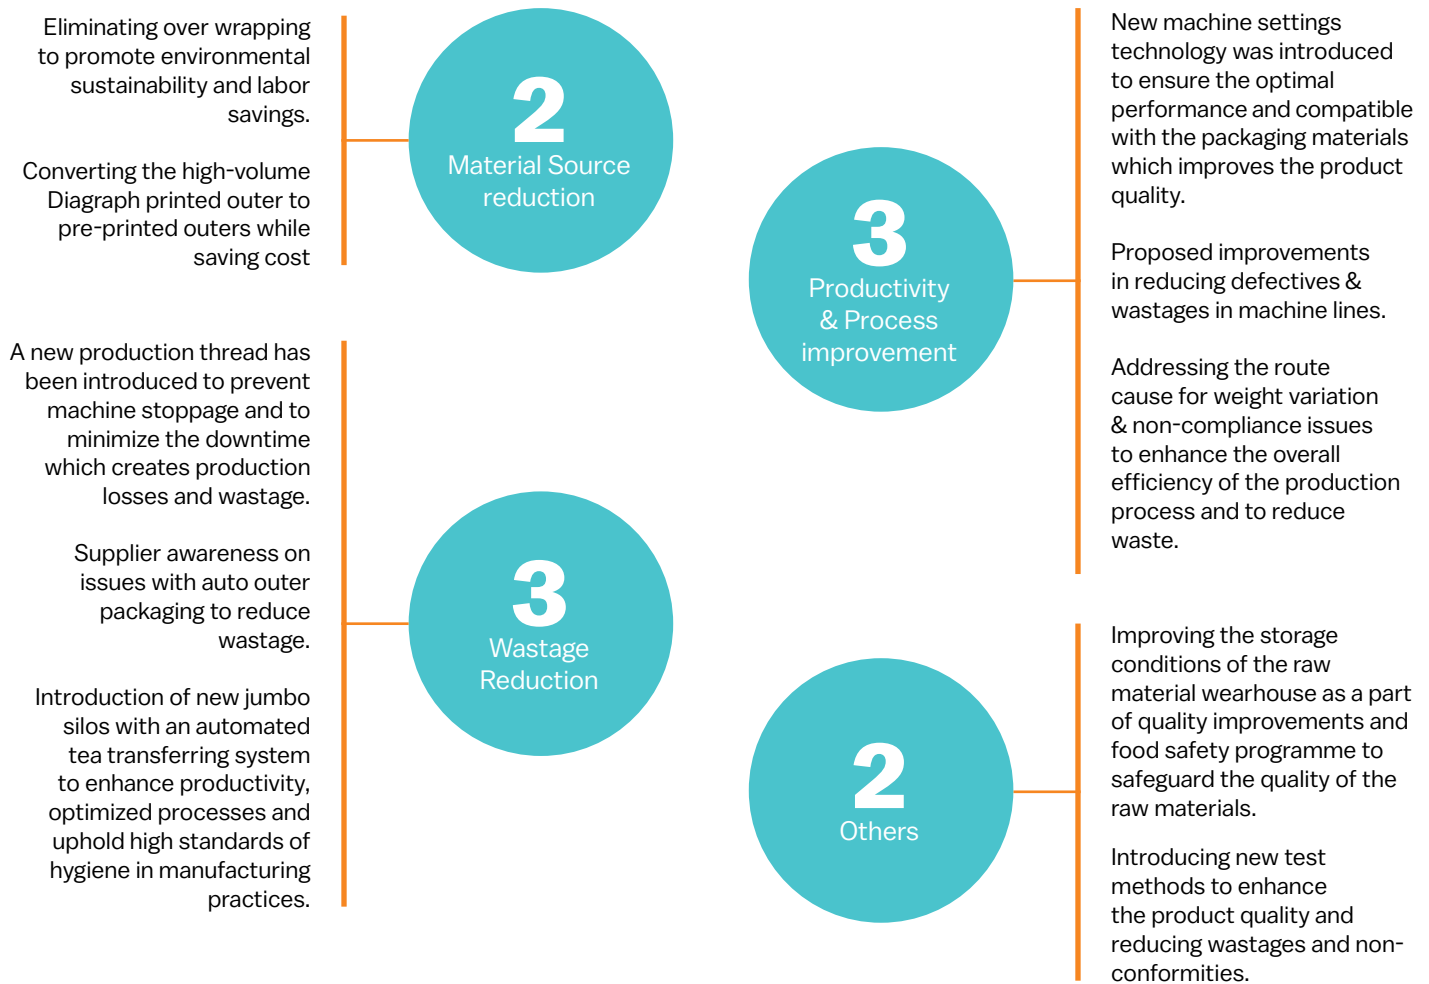 Eliminating over wrapping
to promote environmental
sustainability and labor
savings.
Converting the high-volume
Diagraph printed outer to
pre-printed outers while
saving cost
2
Material Source
reduction
New machine settings
technology was introduced
to ensure the optimal
performance and compatible
with the packaging materials
which improves the product
quality.
Proposed improvements
in reducing defectives &
wastages in machine lines.
Addressing the route
cause for weight variation
& non-compliance issues
to enhance the overall
efficiency of the production
process and to reduce
waste.
3
Productivity
& Process
improvement
A new production thread has
been introduced to prevent
machine stoppage and to
minimize the downtime
which creates production
losses and wastage.
Supplier awareness on
issues with auto outer
packaging to reduce
wastage.
Introduction of new jumbo
silos with an automated
tea transferring system
to enhance productivity,
optimized processes and
uphold high standards of
hygiene in manufacturing
practices.
3
Wastage
Reduction
Improving the storage
conditions of the raw
material wearhouse as a part
of quality improvements and
food safety programme to
safeguard the quality of the
raw materials.
Introducing new test
methods to enhance
the product quality and
reducing wastages and non-
conformities.
2
Others